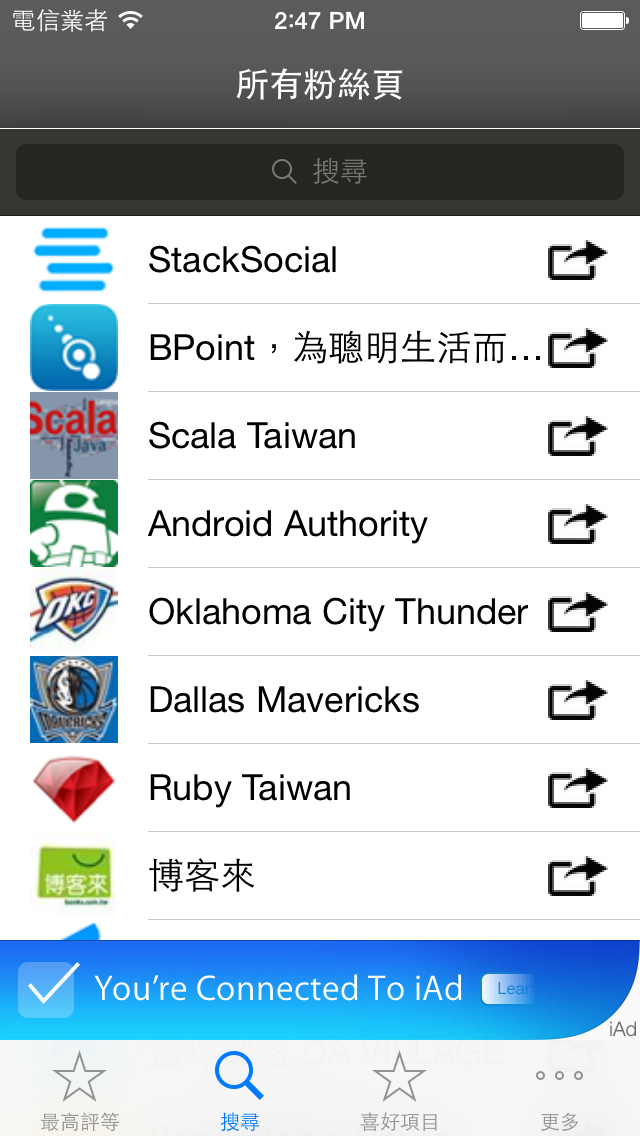 電信業者 2:47 PM
所有粉絲頁
搜尋
StackSocial
BPoint，為聰明生活而...
Scala
Java
Scala Taiwan
Android Authority
OKC
Oklahoma City Thunder
MAVERICKS
Dallas Mavericks
Ruby Taiwan
博客來
books.com.tw
博客來
You're Connected To iAd
iAd
DA VILLAGE
最高評等 搜尋 喜好項目 更多